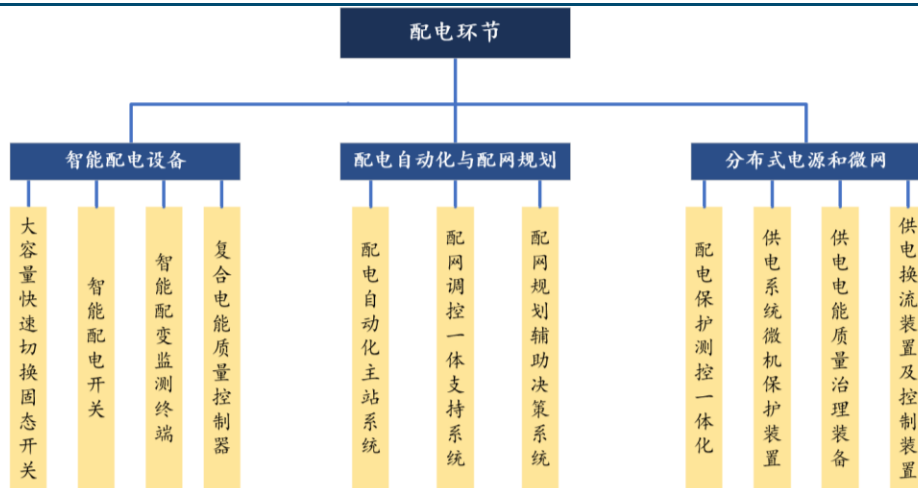 配电环节
智能配电设备
配电自动化与配网规划
分布式电源和微网
大容量快速切换固态开关
智能配电开关
智能配变监测终端
复合电能质量控制器
配电自动化主站系统
配网调控一体支持系统
配网规划辅助决策系统
配电保护测控一体化
供电系统微机保护装置
供电电能质量治理装备
供电换流装置及控制装置